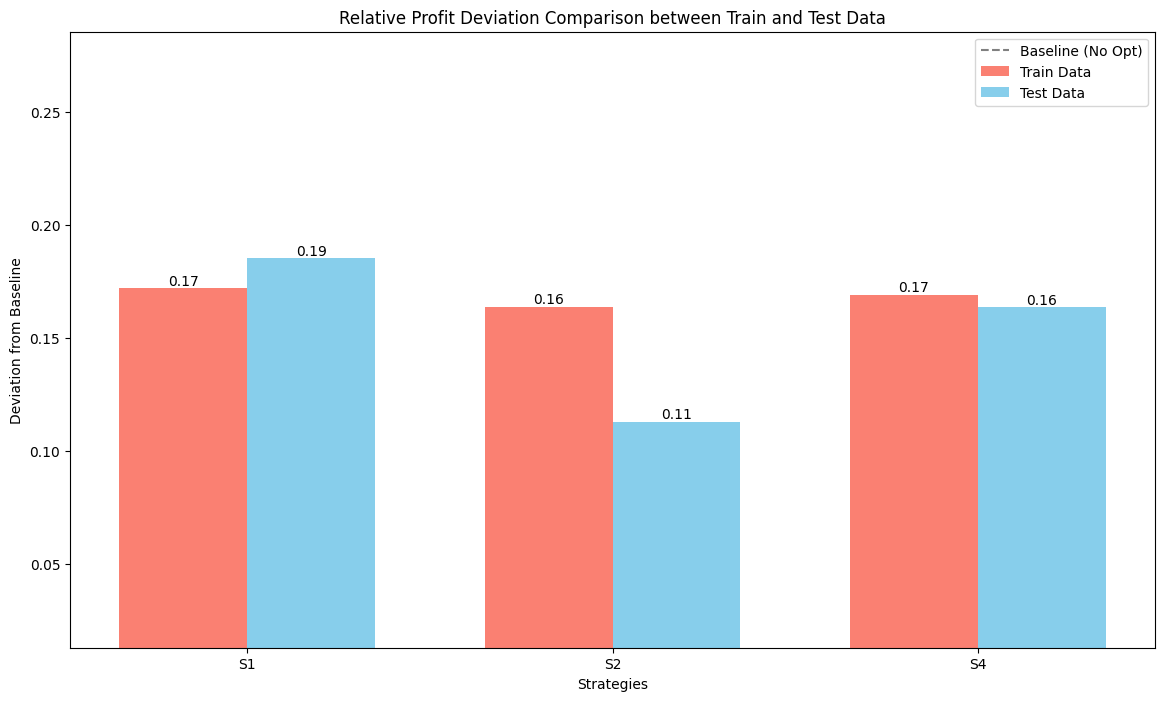 Relative Profit Deviation Comparison between Train and Test Data
Baseline (No Opt)
Train Data
Test Data
0.25
0.20
0.15
0.10
0.05
Deviation from Baseline
0.17
0.19
0.16
0.11
0.17
0.16
S1
S2
S4
Strategies